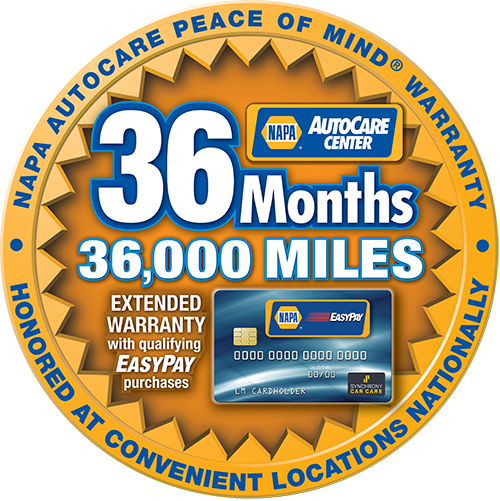 NAPA AUTOCARE PEACE OF MIND® WARRANTY
36
NAPA
AUTOCARE
CENTER
Months
36,000 MILES
EXTENDED
WARRANTY
with qualifying
EASYPAY
purchases
NAPA
EASYPAY
0000 0000 0000 0000
00/00
LM CARDHOLDER
SYNCHRONY
CAR CARE
• HONORED AT CONVENIENT LOCATIONS NATIONALLY •